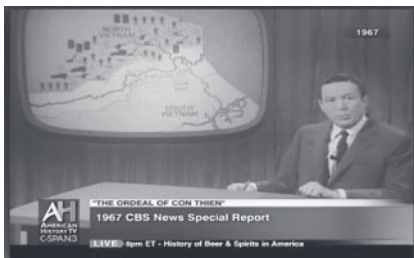 1967
NORTH
VIETNAM
SOUTH
VIETNAM
"THE ORDEAL OF CON THIEN"
1967 CBS News Special Report
AH
AMERICAN
HISTORY TV
C-SPAN3
LIVE 8pm ET - History of Beer & Spirits in America